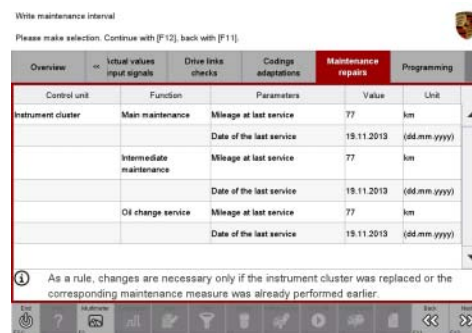 Write maintenance interval
Please make selection. Continue with [F12], back with [F11].
Overview
«
Actual values
input signals
Drive links
checks
Codings
adaptations
Maintenance
repairs
Programming
Control unit Function Parameters Value Unit
Instrument cluster Main maintenance Mileage at last service 77 km
Date of the last service 19.11.2013 (dd.mm.yyyy)
Intermediate
maintenance
Mileage at last service 77 km
Date of the last service 19.11.2013 (dd.mm.yyyy)
Oil change service Mileage at last service 77 km
Date of the last service 19.11.2013 (dd.mm.yyyy)
As a rule, changes are necessary only if the instrument cluster was replaced or the
corresponding maintenance measure was already performed earlier.
Multimeter
Back